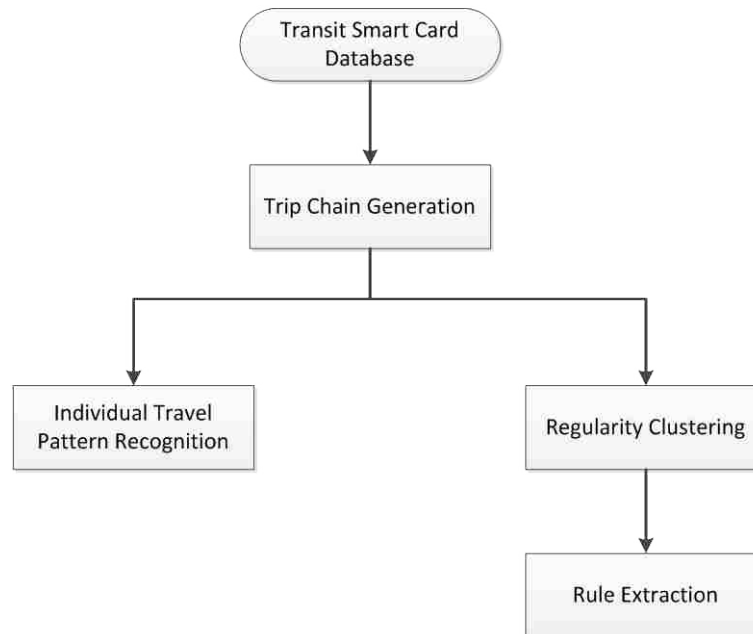 Transit Smart Card
Database
Trip Chain Generation
Individual Travel
Pattern Recognition
Regularity Clustering
Rule Extraction